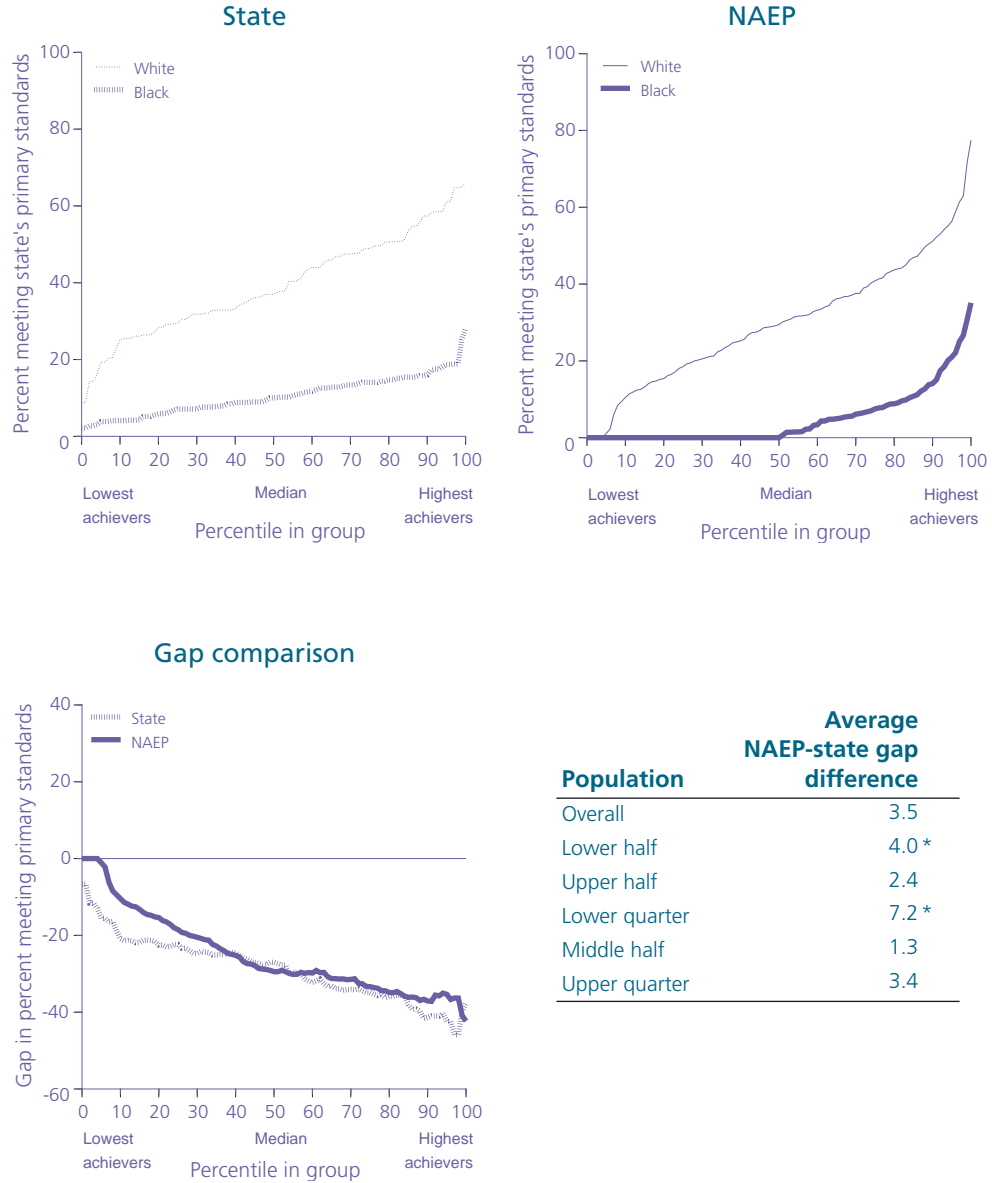 State
Percent meeting state's primary standards
100
80
60
40
20
0
White
Black
0 10 20 30 40 50 60 70 80 90 100
Lowest achievers
Median
Highest achievers
Percentile in group
NAEP
Percent meeting state's primary standards
100
80
60
40
20
0
White
Black
0 10 20 30 40 50 60 70 80 90 100
Lowest achievers
Median
Highest achievers
Percentile in group
Gap comparison
Gap in percent meeting primary standards
40
20
0
-20
-40
-60
State
NAEP
0 10 20 30 40 50 60 70 80 90 100
Lowest achievers
Median
Highest achievers
Percentile in group
Average
NAEP-state gap
Population difference
Overall 3.5
Lower half 4.0 *
Upper half 2.4
Lower quarter 7.2 *
Middle half 1.3
Upper quarter 3.4